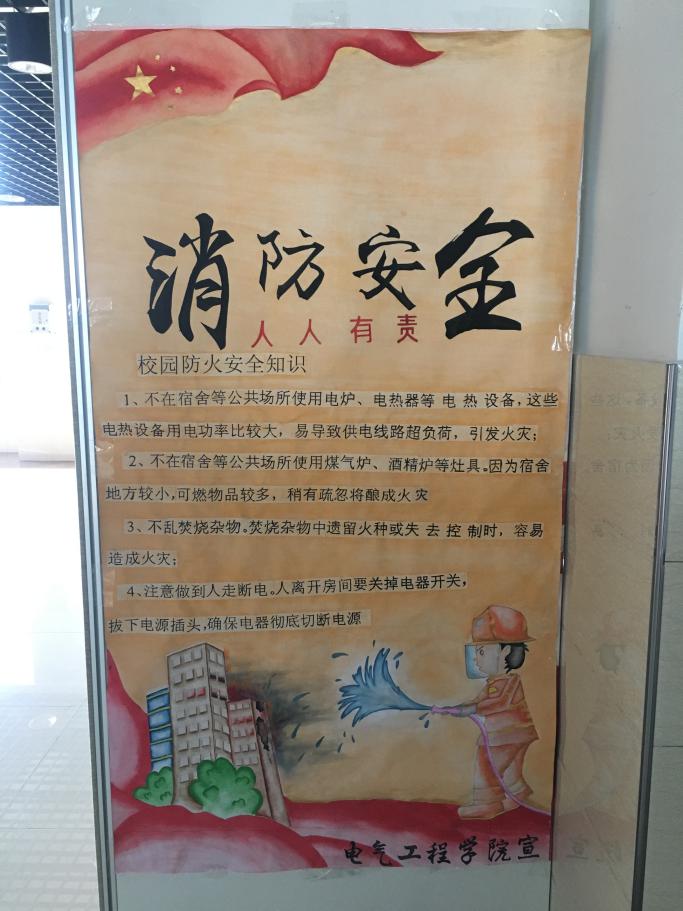 消防安全
人人有责
校园防火安全知识
1、不在宿舍等公共场所使用电炉、电热器等电热设备,这些
电热设备用电功率比较大，易导致供电线路超负荷，引发火灾；
2、不在宿舍等公共场所使用煤气炉、酒精炉等灶具。因为宿舍
地方较小,可燃物品较多，稍有疏忽将酿成火灾
3、不乱焚烧杂物。焚烧杂物中遗留火种或失去控制时，容易
造成火灾；
4、注意做到人走断电。人离开房间要关掉电器开关，
拔下电源插头,确保电器彻底切断电源
电气工程学院宣